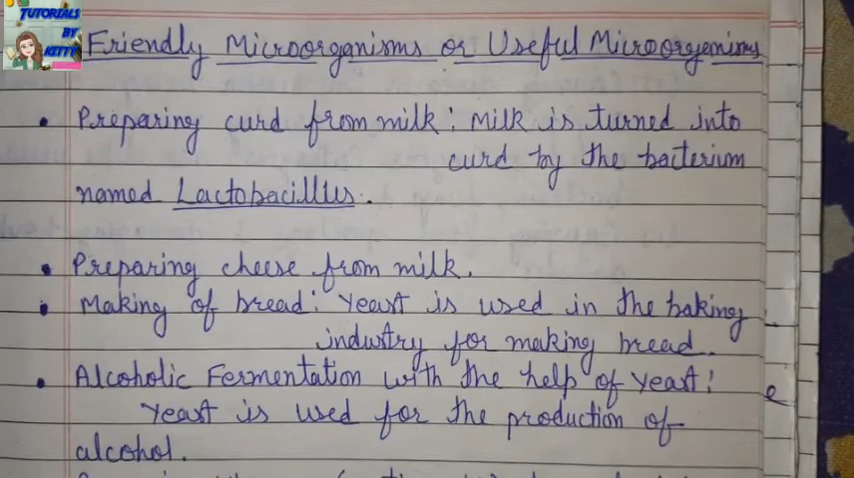 TUTORIALS
BY
KITTY
Friendly Microorganisms or Useful Microorgenisms
• Preparing curd from milk: Milk is turned into
curd by the bacterium
named Lactobacillus.
• Preparing cheese from milk.
• Making of bread: Yeast is used in the baking
industry for making bread.
• Alcoholic Fermentation with the help of yeast:
Yeast is used for the production of
alcohol.